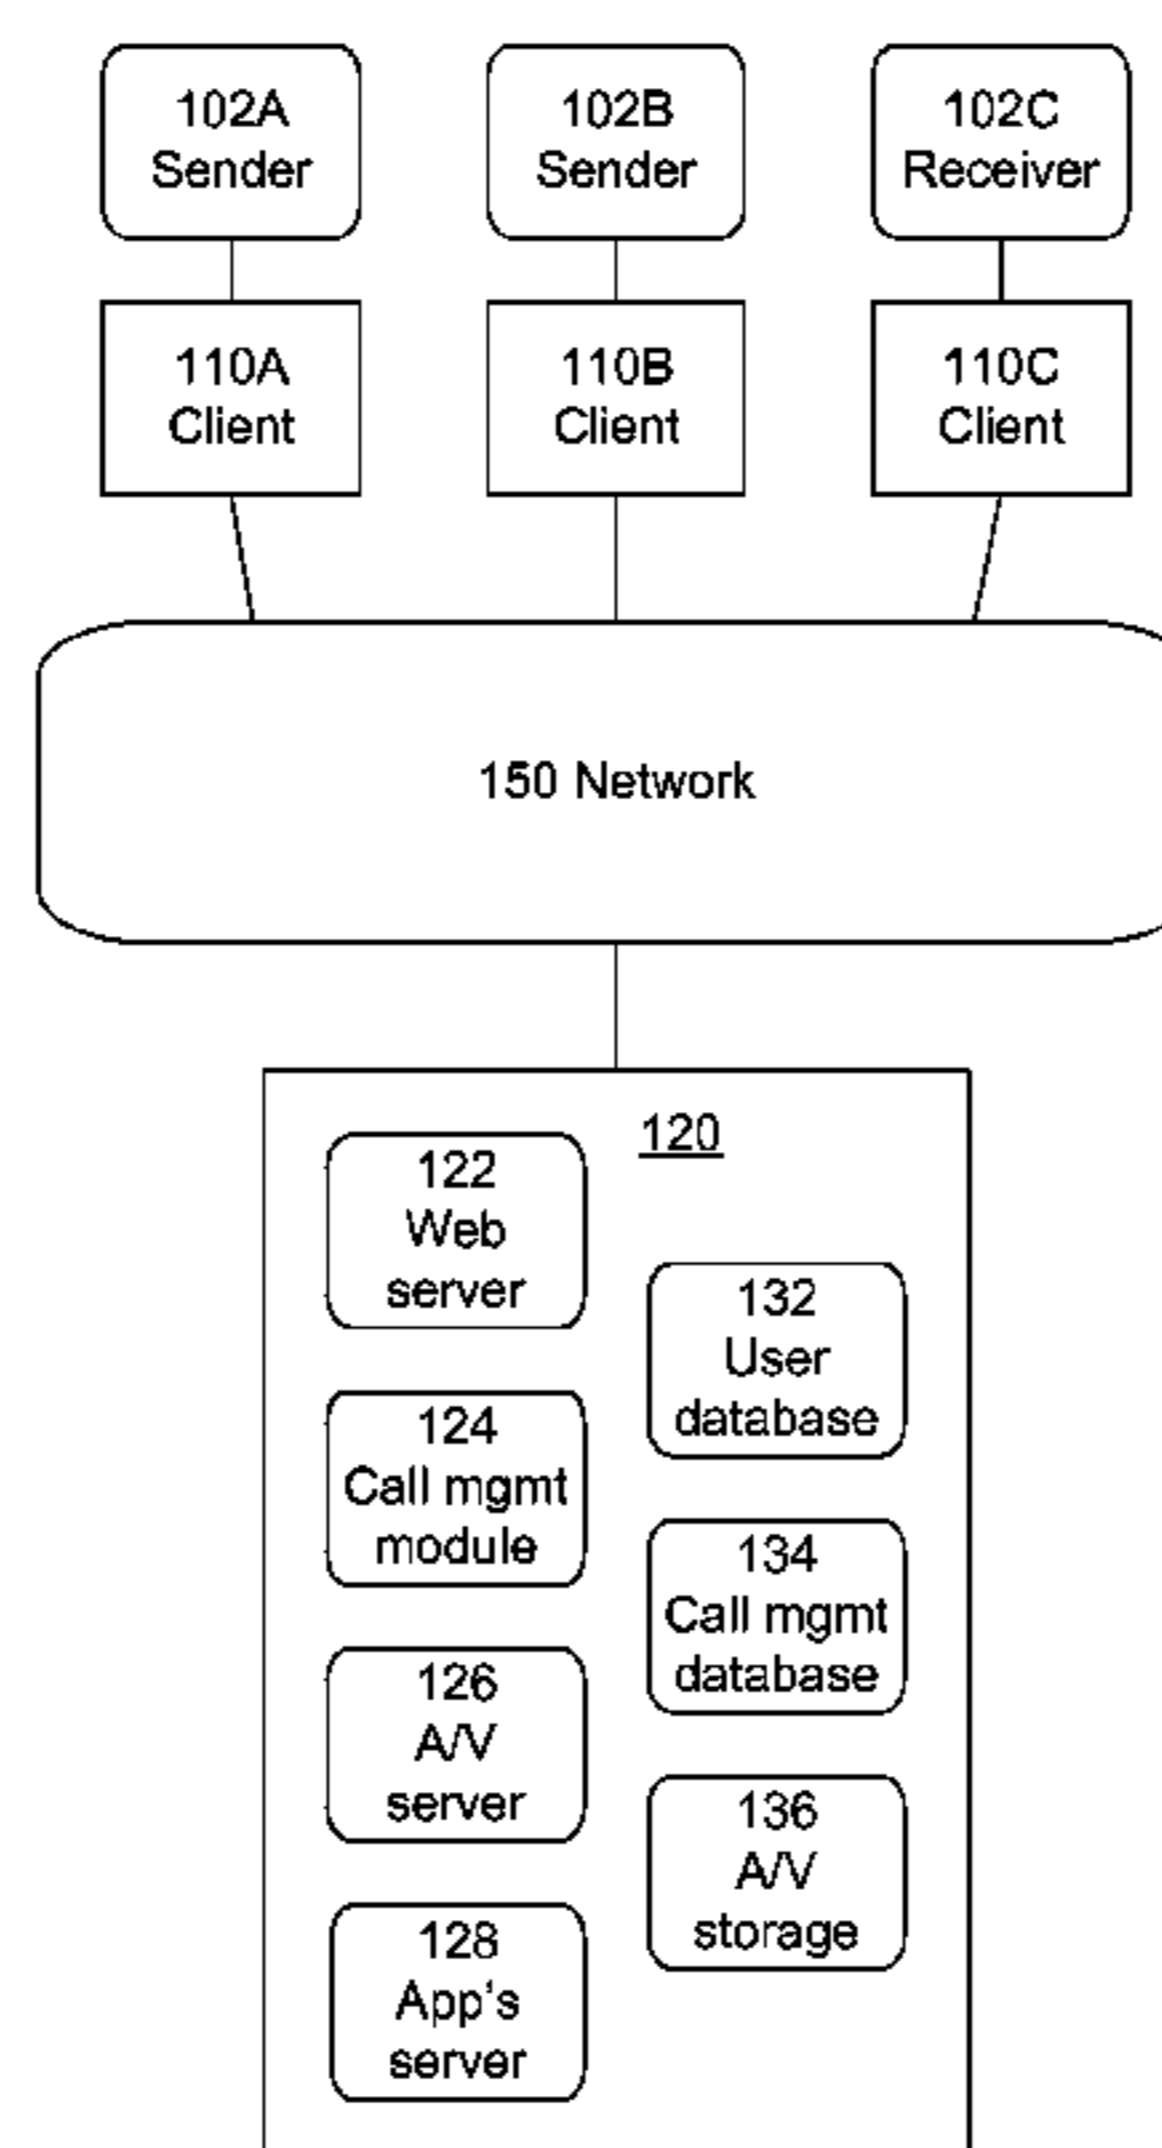 102A
Sender
102B
Sender
102C
Receiver
110A
Client
110B
Client
110C
Client
150 Network
120
122
Web
server
124
Call mgmt
module
126
A/V
server
128
App's
server
132
User
database
134
Call mgmt
database
136
A/V
storage